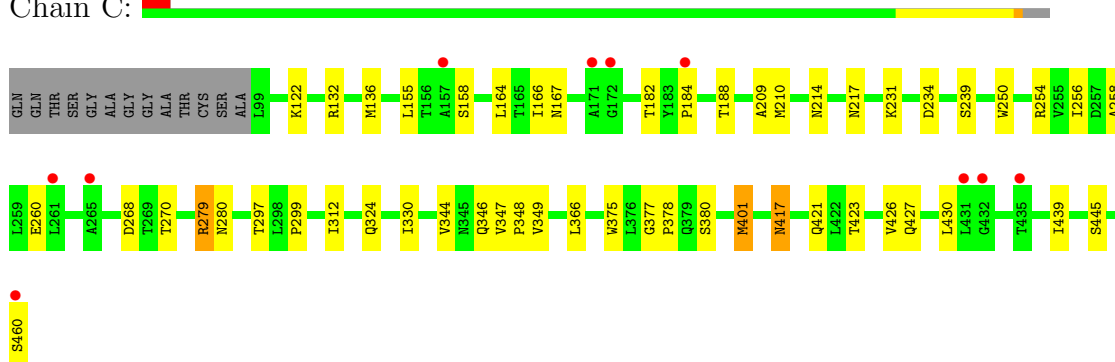 Chain C:
GLN GLN THR SER GLY ALA GLY GLY ALA THR CYS SER ALA L99 K122 R132 M136 L155 T156 A157 S158 L164 T165 I166 N167 A171 G172 T182 Y183 P184 T188 A209 M210 N214 N217 K231 D234 S239 W250 R254 V255 I256 D257 A258
L259 E260 L261 A265 D268 T269 T270 R279 N280 T297 L298 P299 I312 Q324 I330 V344 N345 Q346 V347 P348 V349 L366 W375 L376 G377 P378 Q379 S380 M401 N417 Q421 L422 T423 V426 Q427 L430 L431 G432 T435 I439 S445
S460